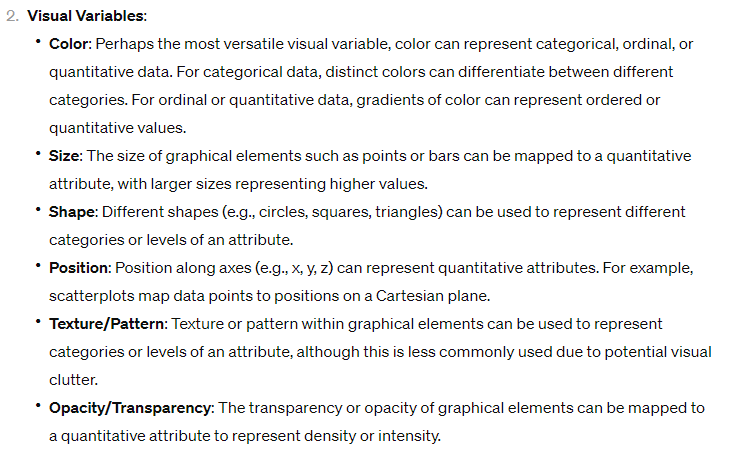 2. Visual Variables:
• Color: Perhaps the most versatile visual variable, color can represent categorical, ordinal, or
quantitative data. For categorical data, distinct colors can differentiate between different
categories. For ordinal or quantitative data, gradients of color can represent ordered or
quantitative values.
• Size: The size of graphical elements such as points or bars can be mapped to a quantitative
attribute, with larger sizes representing higher values.
• Shape: Different shapes (e.g., circles, squares, triangles) can be used to represent different
categories or levels of an attribute.
• Position: Position along axes (e.g., x, y, z) can represent quantitative attributes. For example,
scatterplots map data points to positions on a Cartesian plane.
• Texture/Pattern: Texture or pattern within graphical elements can be used to represent
categories or levels of an attribute, although this is less commonly used due to potential visual
clutter.
• Opacity/Transparency: The transparency or opacity of graphical elements can be mapped to
a quantitative attribute to represent density or intensity.